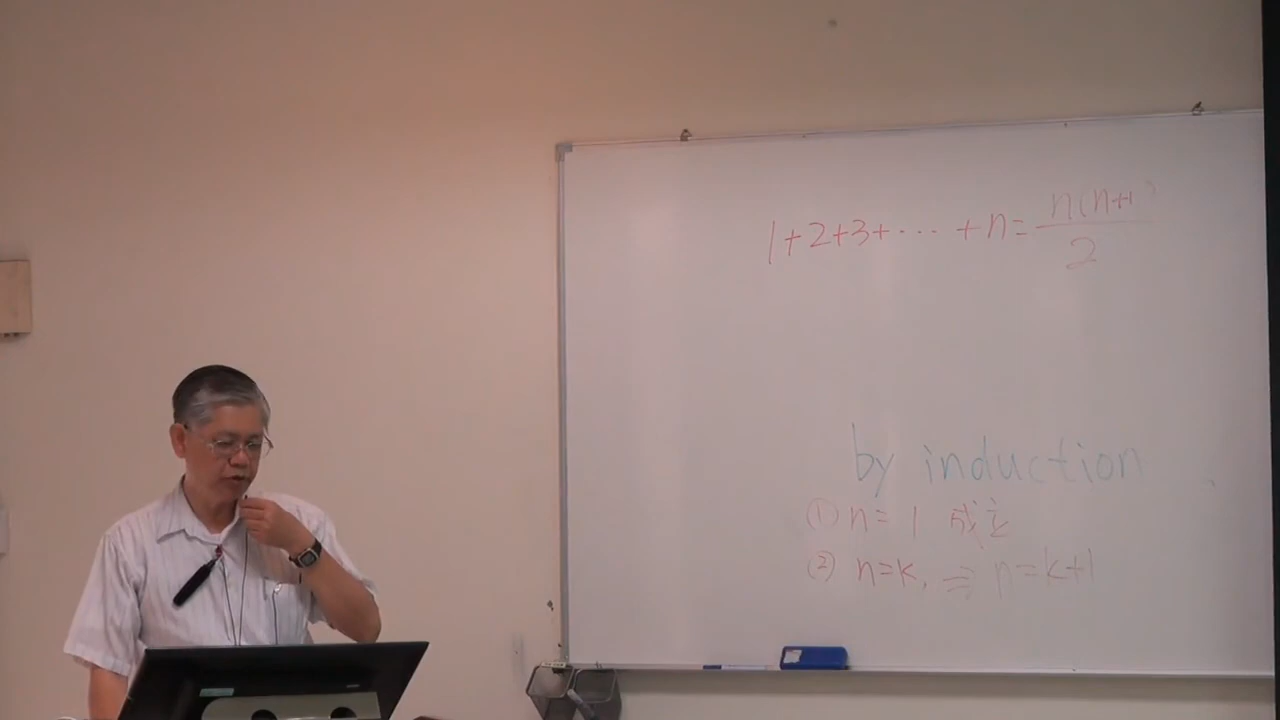 1+2+3+⋯+n=n(n+1)/2
by induction
① n=1 成立
② n=k, ⇒ n=k+1